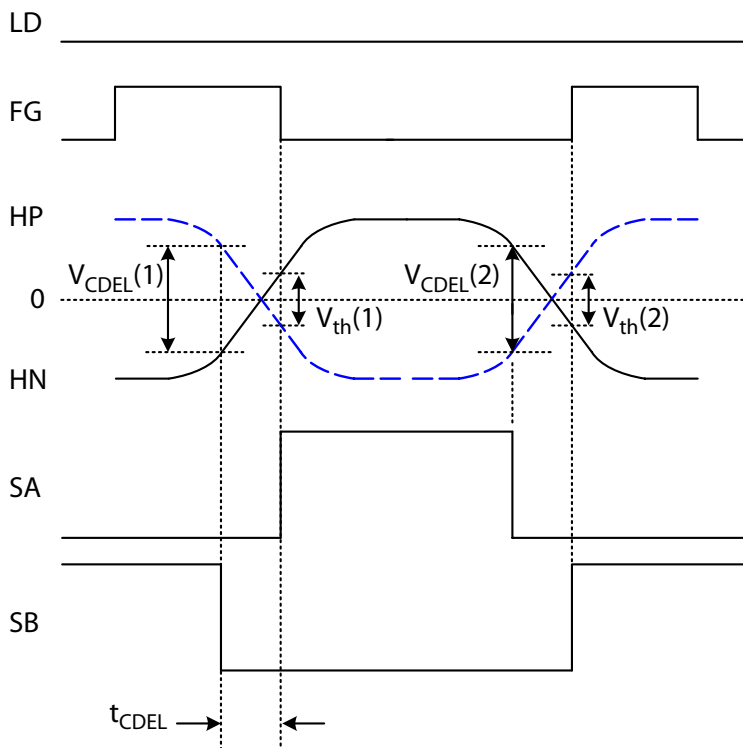 LD
FG
HP
V_CDEL(1)
V_CDEL(2)
0
V_th(1)
V_th(2)
HN
SA
SB
t_CDEL